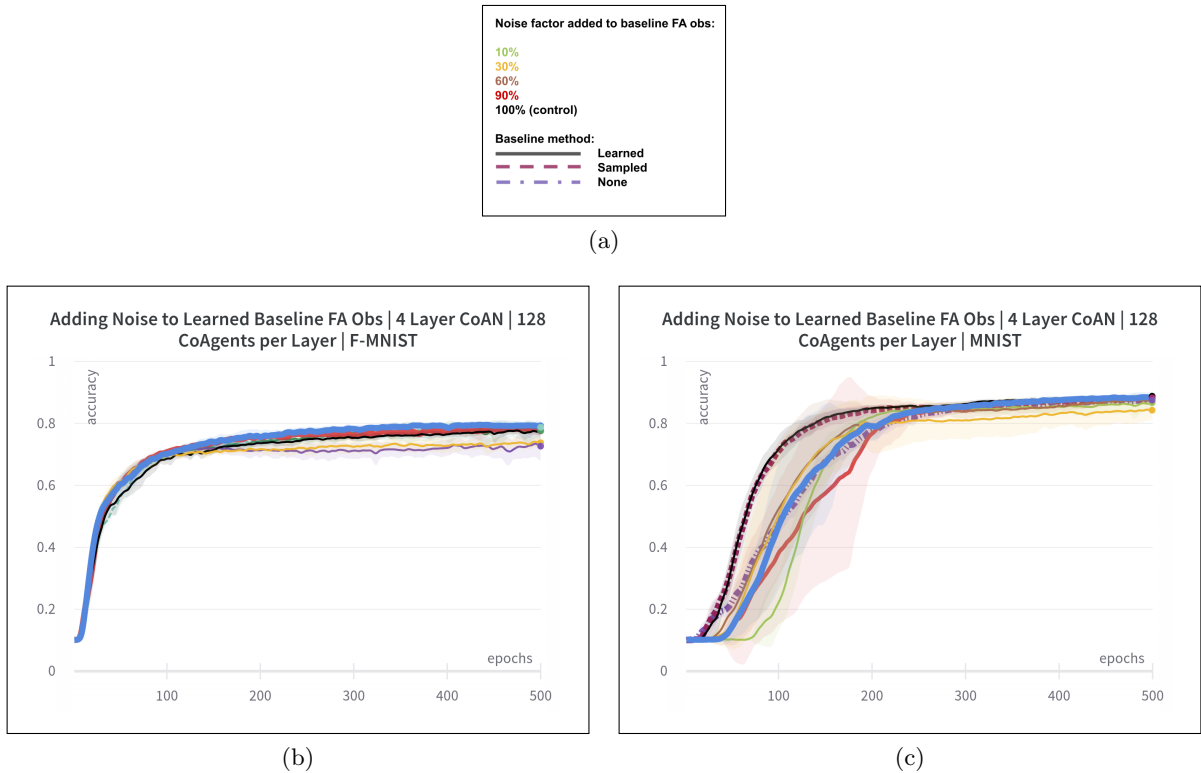 Noise factor added to baseline FA obs:
10%
30%
60%
90%
100% (control)
Baseline method:
Learned
Sampled
None
(a)
Adding Noise to Learned Baseline FA Obs | 4 Layer CoAN | 128
CoAgents per Layer | F-MNIST
1
accuracy
0.8
0.6
0.4
0.2
epochs
0
100 200 300 400 500
(b)
Adding Noise to Learned Baseline FA Obs | 4 Layer CoAN | 128
CoAgents per Layer | MNIST
1
accuracy
0.8
0.6
0.4
0.2
epochs
0
100 200 300 400 500
(c)